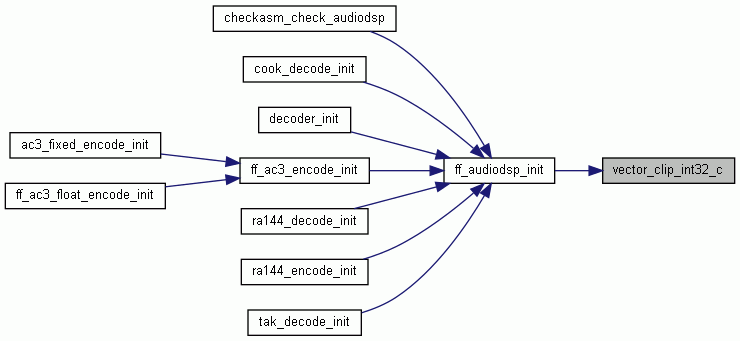 checkasm_check_audiodsp
cook_decode_init
decoder_init
ac3_fixed_encode_init
ff_ac3_encode_init
ff_audiodsp_init
vector_clip_int32_c
ff_ac3_float_encode_init
ra144_decode_init
ra144_encode_init
tak_decode_init